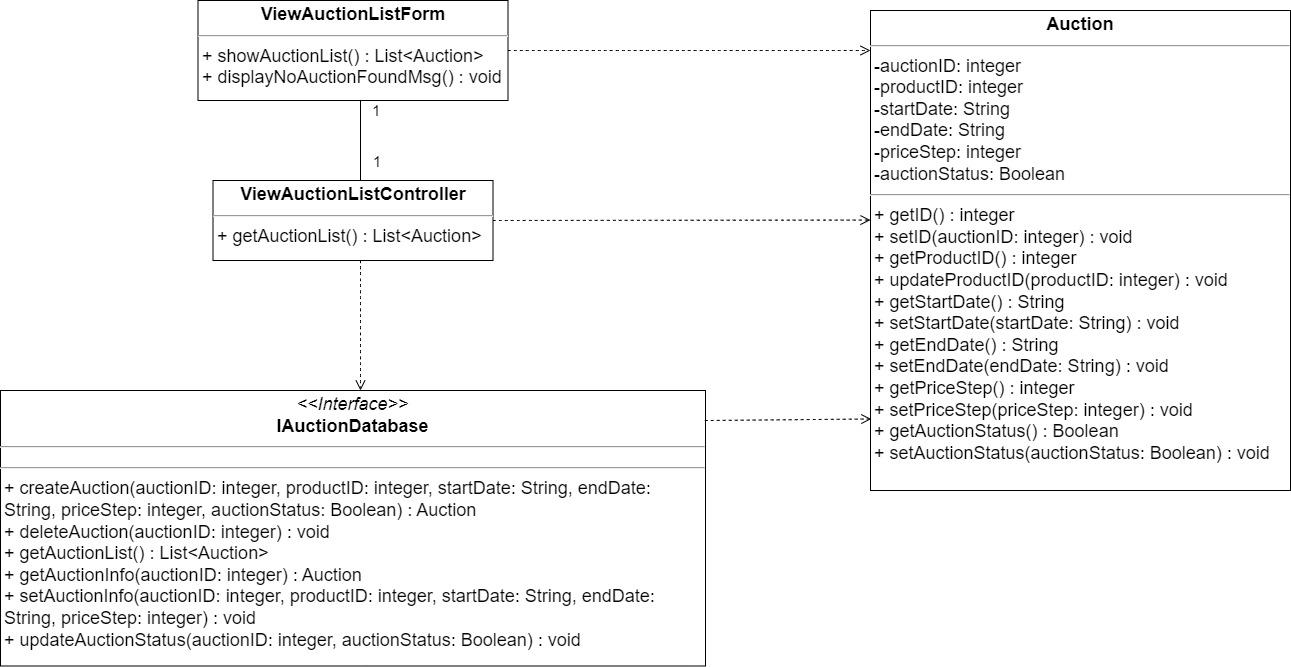 ViewAuctionListForm
+ showAuctionList() : List<Auction>
+ displayNoAuctionFoundMsg() : void
1
1
ViewAuctionListController
+ getAuctionList() : List<Auction>
<<Interface>>
IAuctionDatabase
+ createAuction(auctionID: integer, productID: integer, startDate: String, endDate:
String, priceStep: integer, auctionStatus: Boolean) : Auction
+ deleteAuction(auctionID: integer) : void
+ getAuctionList() : List<Auction>
+ getAuctionInfo(auctionID: integer) : Auction
+ setAuctionInfo(auctionID: integer, productID: integer, startDate: String, endDate:
String, priceStep: integer) : void
+ updateAuctionStatus(auctionID: integer, auctionStatus: Boolean) : void
Auction
-auctionID: integer
-productID: integer
-startDate: String
-endDate: String
-priceStep: integer
-auctionStatus: Boolean
+ getID() : integer
+ setID(auctionID: integer) : void
+ getProductID() : integer
+ updateProductID(productID: integer) : void
+ getStartDate() : String
+ setStartDate(startDate: String) : void
+ getEndDate() : String
+ setEndDate(endDate: String) : void
+ getPriceStep() : integer
+ setPriceStep(priceStep: integer) : void
+ getAuctionStatus() : Boolean
+ setAuctionStatus(auctionStatus: Boolean) : void